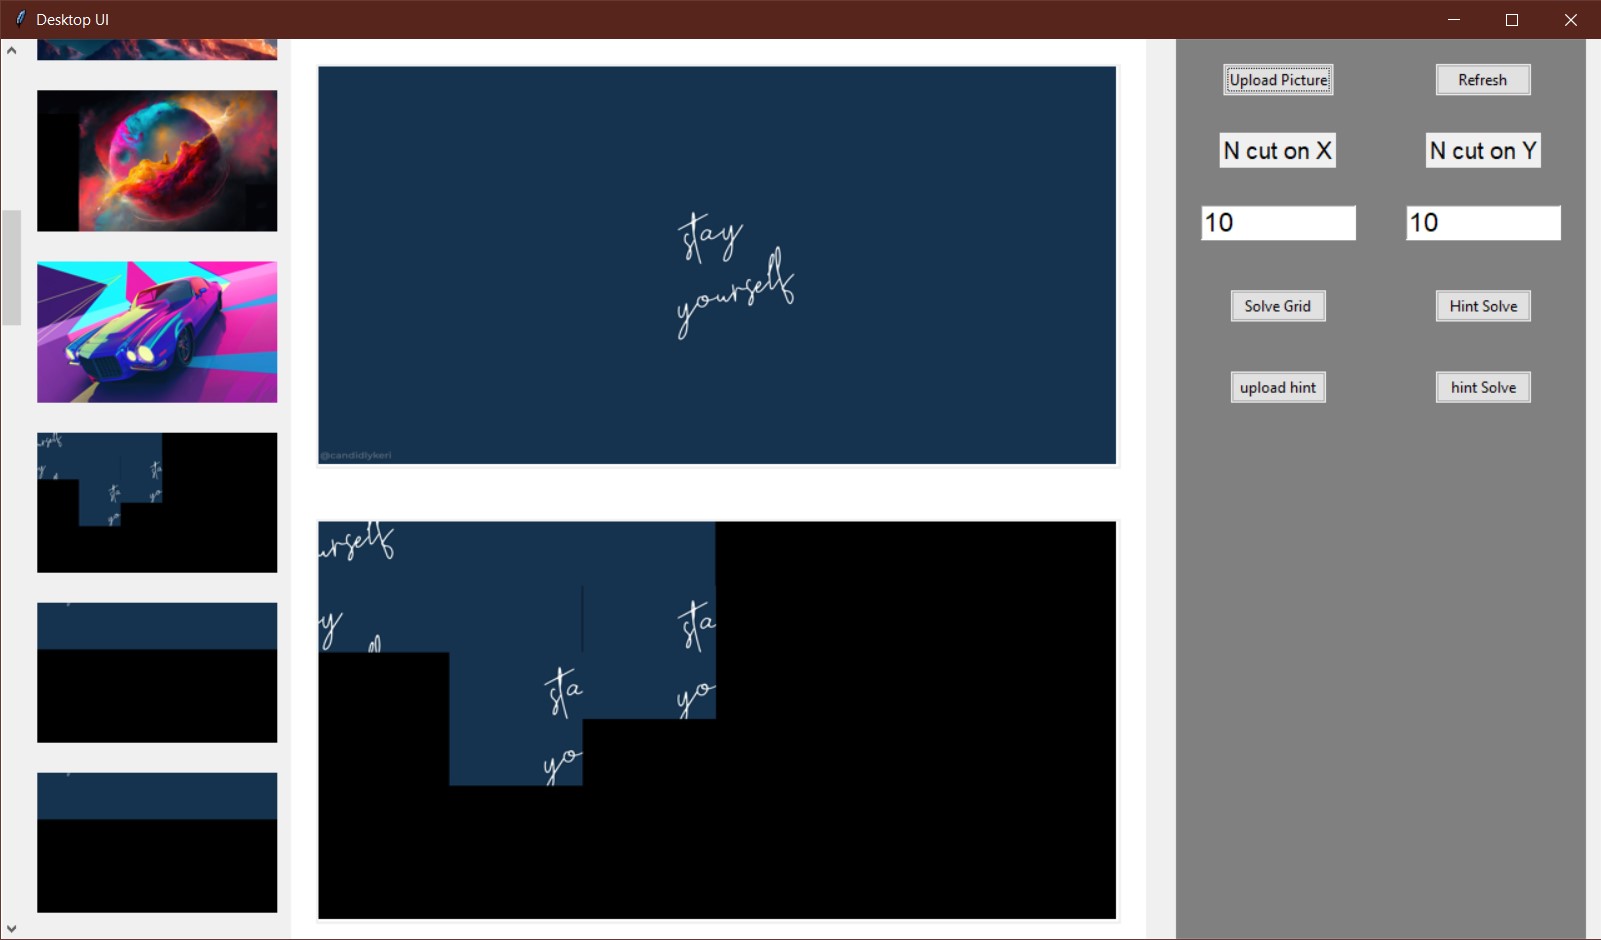 Desktop UI
Upload Picture
Refresh
N cut on X
N cut on Y
10
10
Solve Grid
Hint Solve
upload hint
hint Solve
stay
yourself
@candidlykeri
urself
y
sta
yo
sta
yo